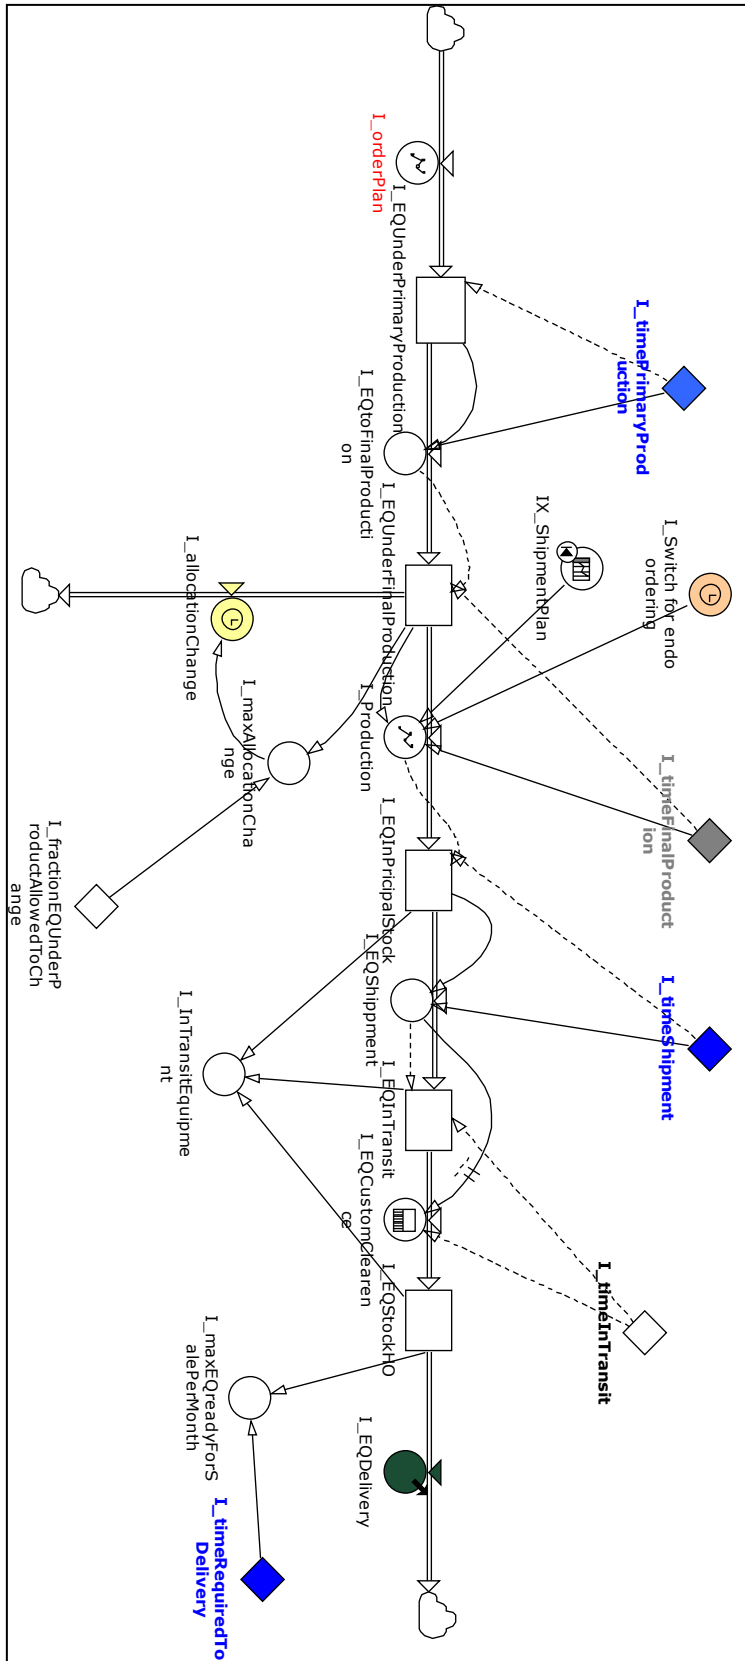 I_orderPlan
I_EQUnderPrimaryProduction
I_timePrimaryProd
uction
I_EQtoFinalProducti
on
I_EQUnderFinalProduction
IX_ShipmentPlan
I_Switch for endo
ordering
I_allocationChange
I_maxAllocationCha
nge
I_Production
I_timeFinalProduct
ion
I_fractionEQUnderP
roductAllowedToCh
ange
I_EQInPricipalStock
I_EQShippment
I_timeShipment
I_InTransitEquipme
nt
I_EQInTransit
I_EQCustomClearen
ce
I_timeInTransit
I_EQStockHO
I_maxEQreadyForS
alePerMonth
I_EQDelivery
I_timeRequiredTo
Delivery